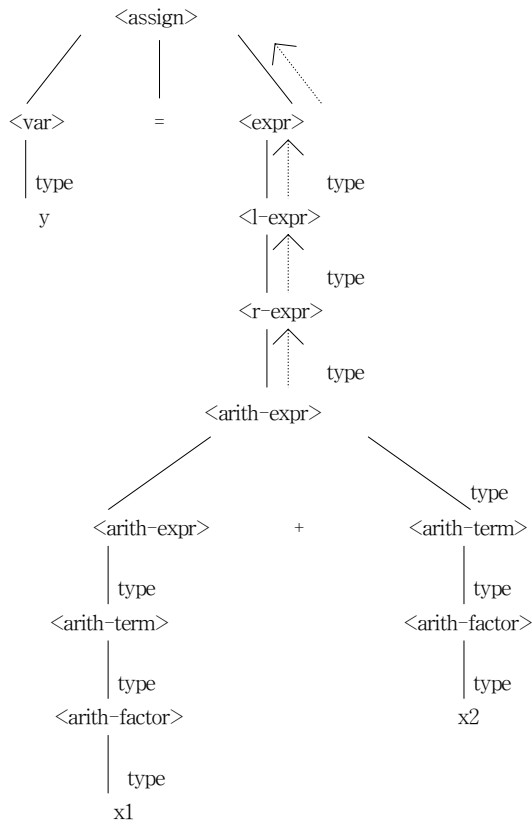 <assign>
<var> = <expr>
type type
y <l-expr>
type
<r-expr>
type
<arith-expr>
type
<arith-expr> + <arith-term>
type type
<arith-term> <arith-factor>
type type
<arith-factor> x2
type
x1